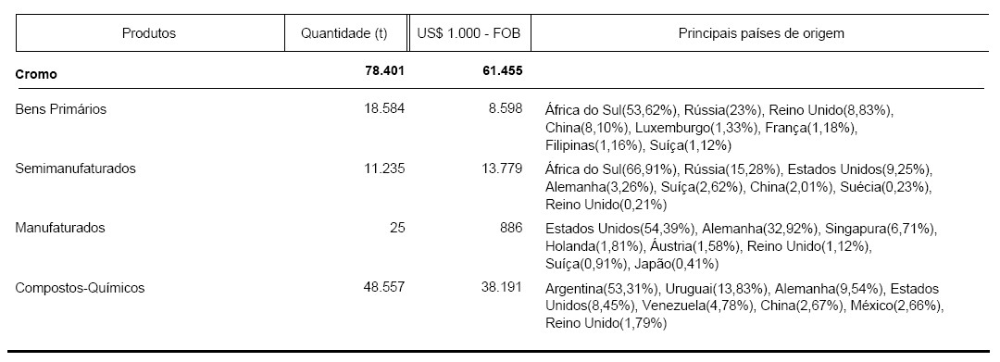 Produtos Quantidade (t) US$ 1.000 - FOB Principais países de origem
Cromo 78.401 61.455
Bens Primários 18.584 8.598 África do Sul(53,62%), Rússia(23%), Reino Unido(8,83%),
China(8,10%), Luxemburgo(1,33%), França(1,18%),
Filipinas(1,16%), Suíça(1,12%)
Semimanufaturados 11.235 13.779 África do Sul(66,91%), Rússia(15,28%), Estados Unidos(9,25%),
Alemanha(3,26%), Suíça(2,62%), China(2,01%), Suécia(0,23%),
Reino Unido(0,21%)
Manufaturados 25 886 Estados Unidos(54,39%), Alemanha(32,92%), Singapura(6,71%),
Holanda(1,81%), Áustria(1,58%), Reino Unido(1,12%),
Suíça(0,91%), Japão(0,41%)
Compostos-Químicos 48.557 38.191 Argentina(53,31%), Uruguai(13,83%), Alemanha(9,54%), Estados
Unidos(8,45%), Venezuela(4,78%), China(2,67%), México(2,66%),
Reino Unido(1,79%)